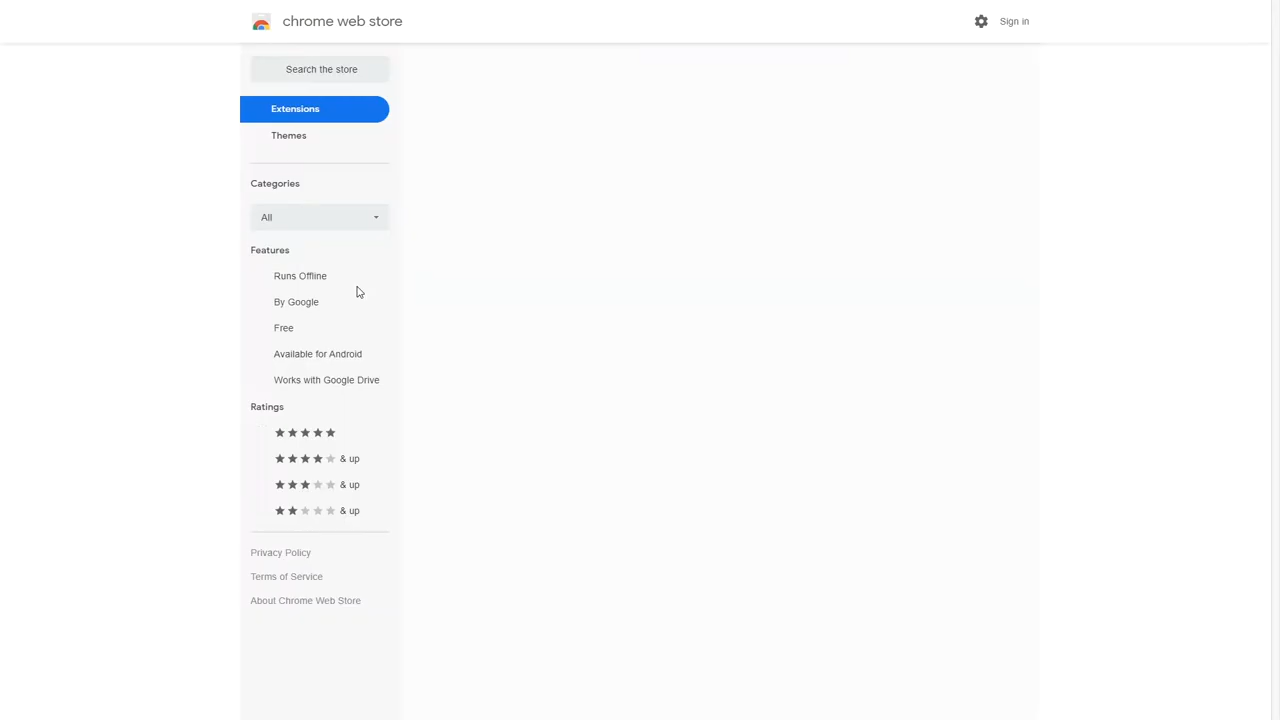 chrome web store
Sign in
Search the store
Extensions
Themes
Categories
All
Features
Runs Offline
By Google
Free
Available for Android
Works with Google Drive
Ratings
& up
& up
& up
Privacy Policy
Terms of Service
About Chrome Web Store